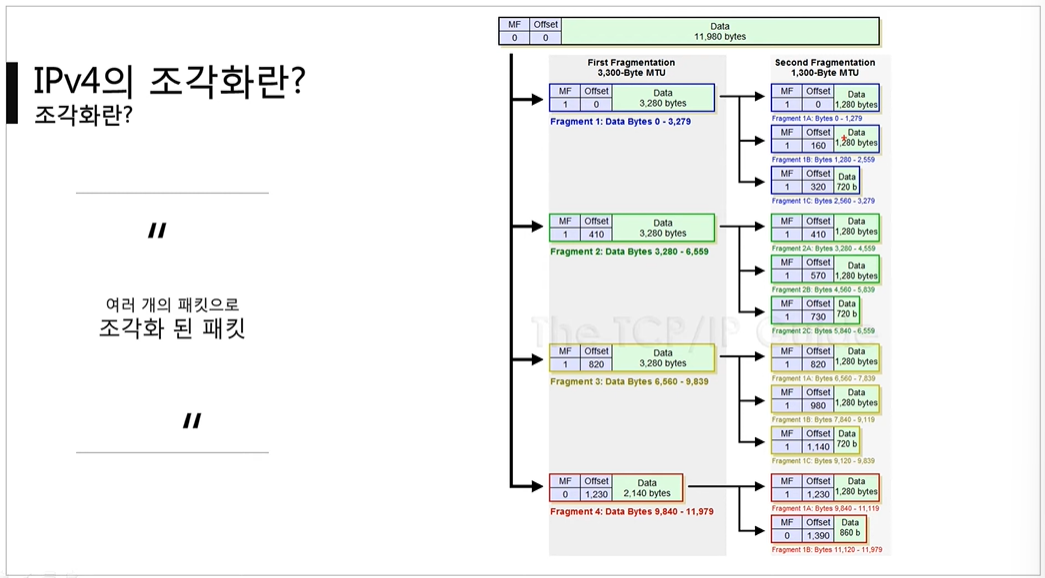 IPv4의 조각화란?
조각화란?
“
여러 개의 패킷으로
조각화 된 패킷
“
MF Offset Data
0 0 11,980 bytes
First Fragmentation
3,300-Byte MTU
Second Fragmentation
1,300-Byte MTU
MF Offset Data
1 0 3,280 bytes
Fragment 1: Data Bytes 0 - 3,279
MF Offset Data
1 0 1,280 bytes
Fragment 1A: Bytes 0 - 1,279
MF Offset Data
1 160 1,280 bytes
Fragment 1B: Bytes 1,280 - 2,559
MF Offset Data
1 320 720 b
Fragment 1C: Bytes 2,560 - 3,279
MF Offset Data
1 410 3,280 bytes
Fragment 2: Data Bytes 3,280 - 6,559
MF Offset Data
1 410 1,280 bytes
Fragment 2A: Bytes 3,280 - 4,559
MF Offset Data
1 570 1,280 bytes
Fragment 2B: Bytes 4,560 - 5,839
MF Offset Data
1 730 720 b
Fragment 2C: Bytes 5,840 - 6,559
The TCP/IP Guide
MF Offset Data
1 820 3,280 bytes
Fragment 3: Data Bytes 6,560 - 9,839
MF Offset Data
1 820 1,280 bytes
Fragment 1A: Bytes 6,560 - 7,839
MF Offset Data
1 980 1,280 bytes
Fragment 1B: Bytes 7,840 - 9,119
MF Offset Data
1 1,140 720 b
Fragment 1C: Bytes 9,120 - 9,839
MF Offset Data
0 1,230 2,140 bytes
Fragment 4: Data Bytes 9,840 - 11,979
MF Offset Data
1 1,230 1,280 bytes
Fragment 1A: Bytes 9,840 - 11,119
MF Offset Data
0 1,390 860 b
Fragment 1B: Bytes 11,120 - 11,979